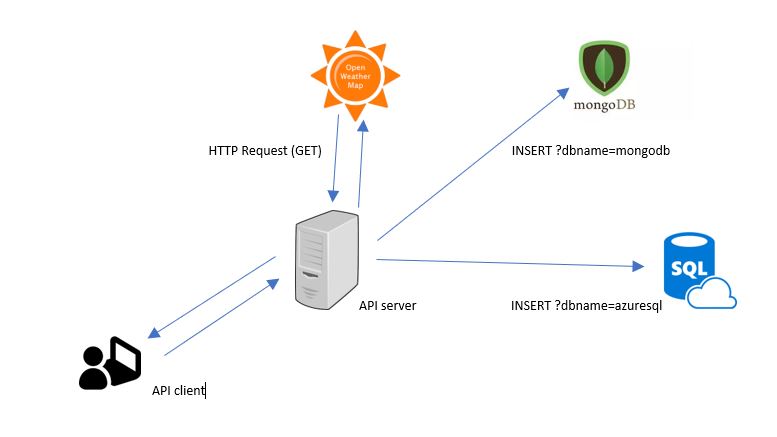 Open
Weather
Map
mongoDB
HTTP Request (GET)
INSERT ?dbname=mongodb
SQL
API server
INSERT ?dbname=azuresql
API client